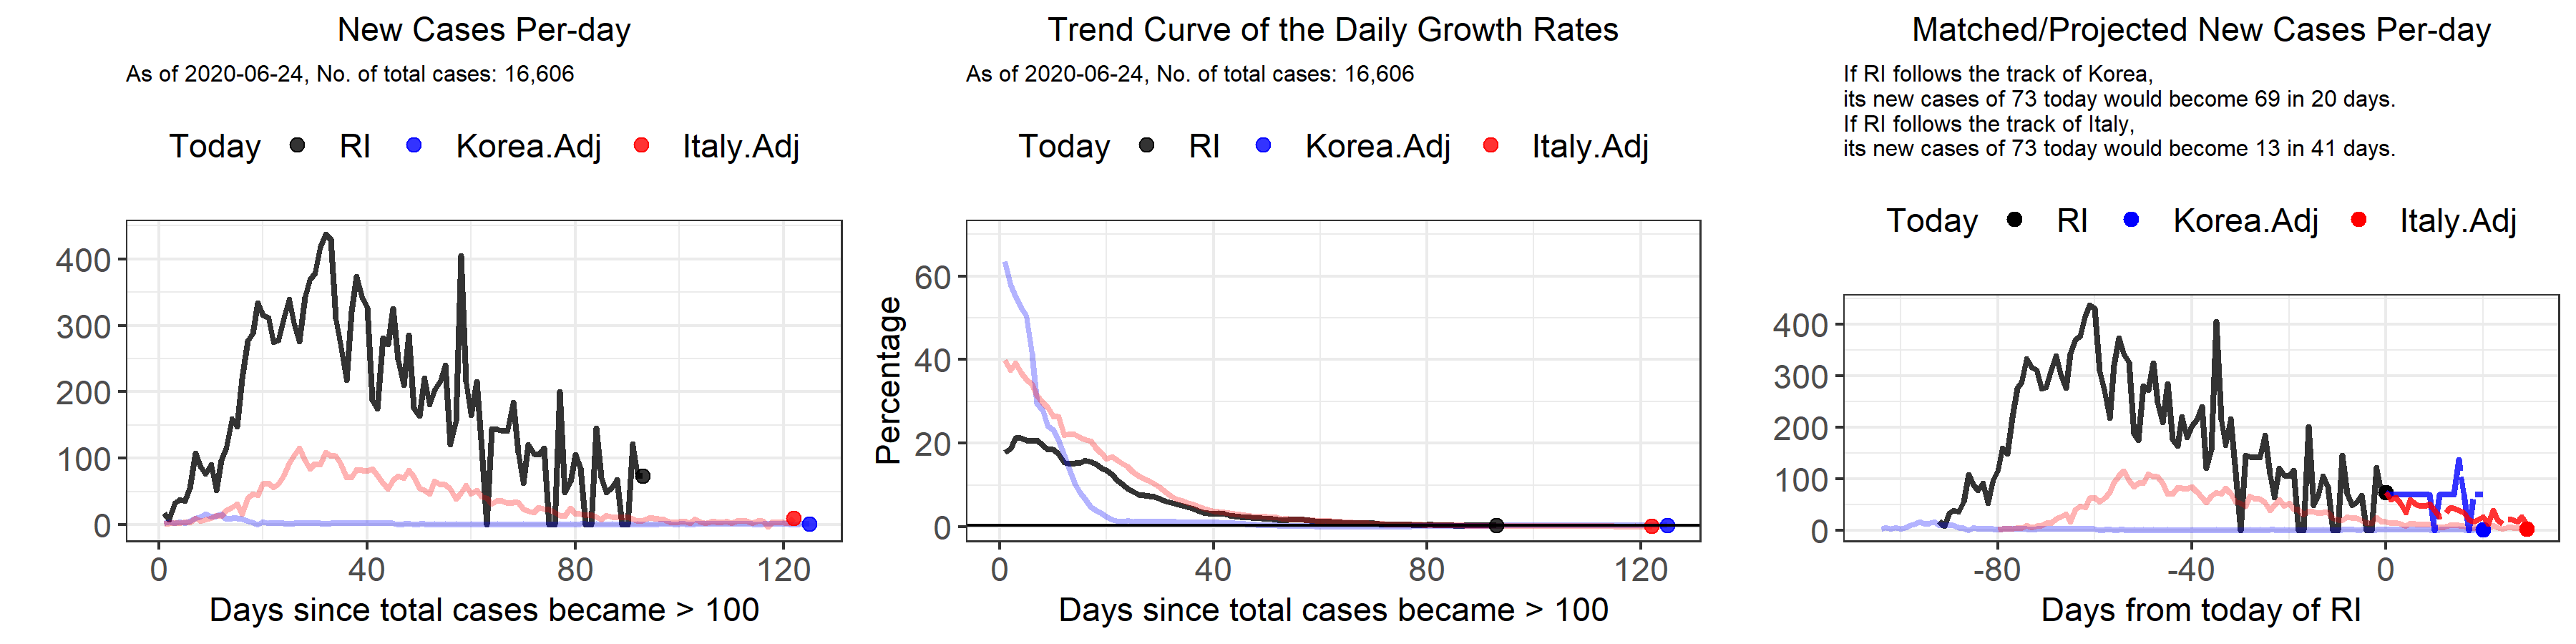 New Cases Per-day
As of 2020-06-24, No. of total cases: 16,606
Today RI Korea.Adj Italy.Adj
400
300
200
100
0
0 40 80 120
Days since total cases became > 100
Trend Curve of the Daily Growth Rates
As of 2020-06-24, No. of total cases: 16,606
Today RI Korea.Adj Italy.Adj
Percentage
60
40
20
0
0 40 80 120
Days since total cases became > 100
Matched/Projected New Cases Per-day
If RI follows the track of Korea,
its new cases of 73 today would become 69 in 20 days.
If RI follows the track of Italy,
its new cases of 73 today would become 13 in 41 days.
Today RI Korea.Adj Italy.Adj
400
300
200
100
0
-80 -40 0
Days from today of RI